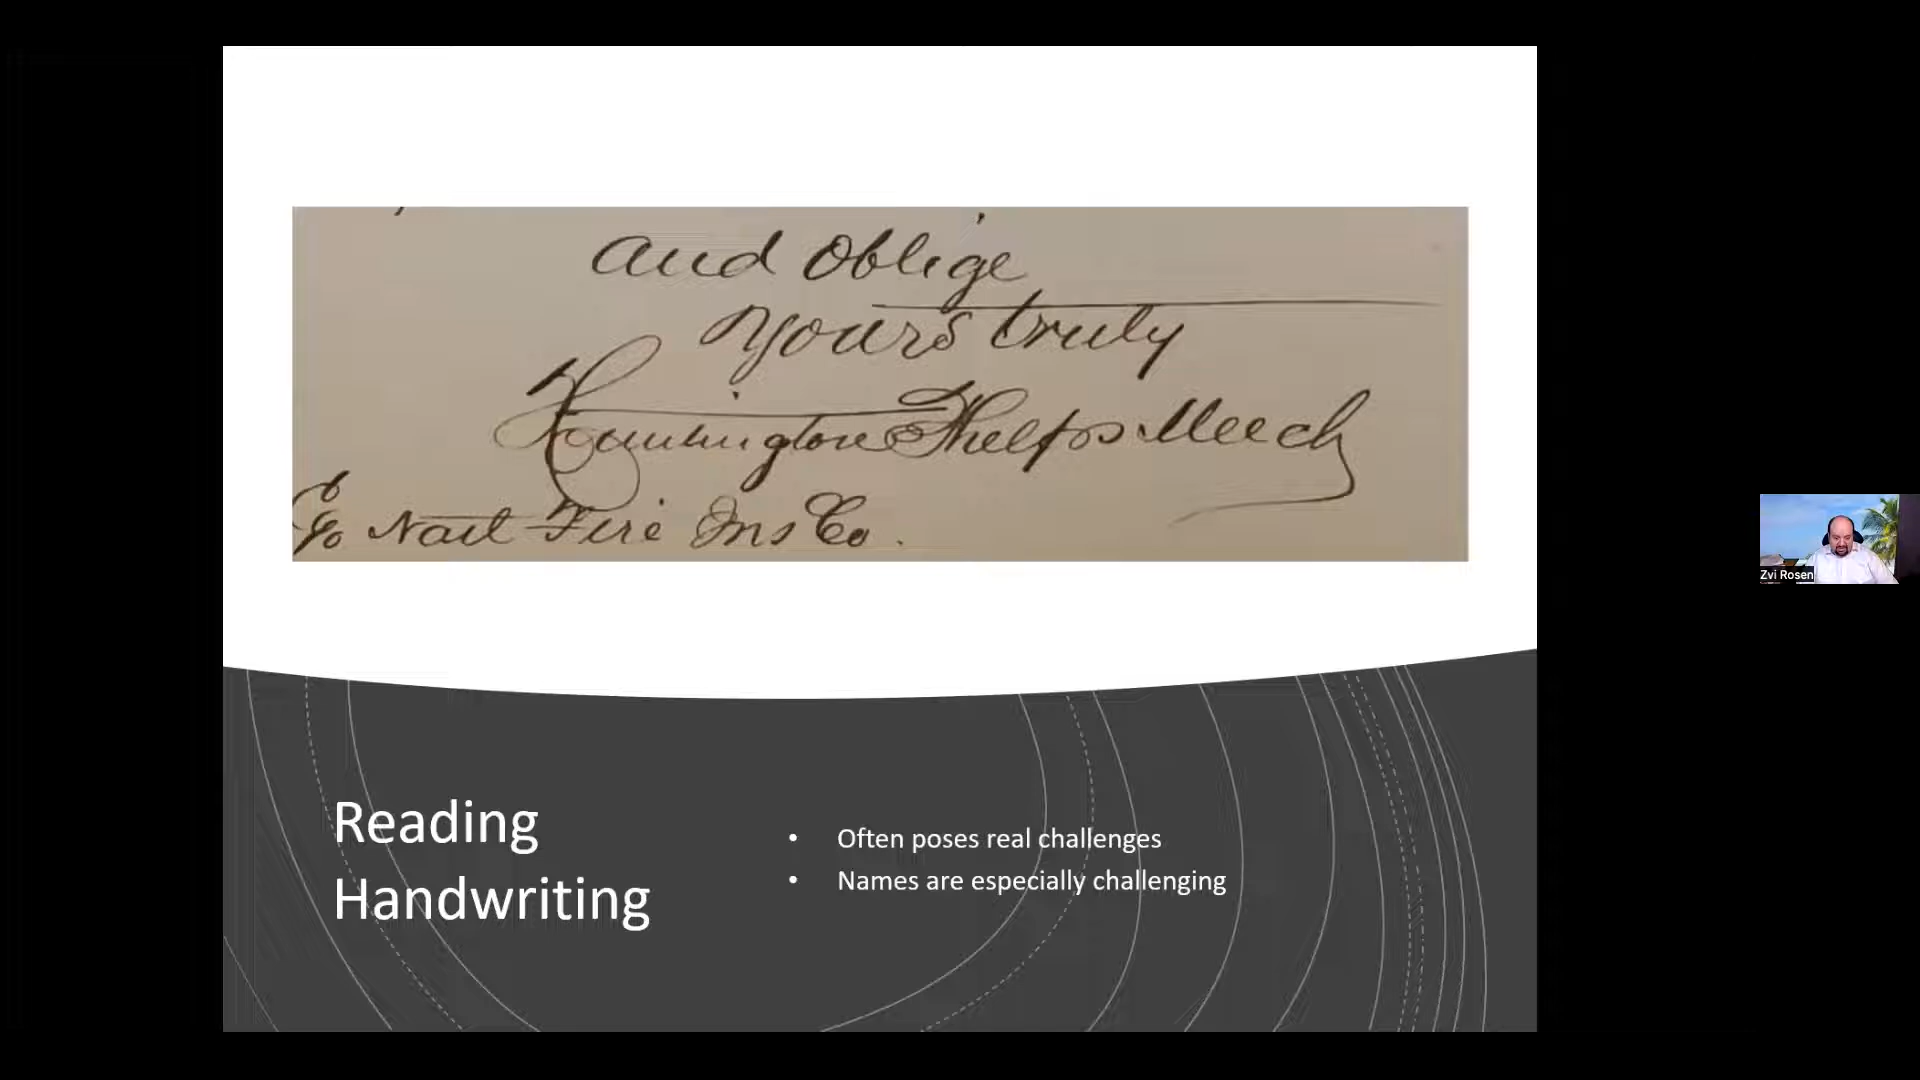 and Oblige
Yours truly
Phelps Meech
Natl Fire Ins Co.
Reading
Handwriting
• Often poses real challenges
• Names are especially challenging
Zvi Rosen